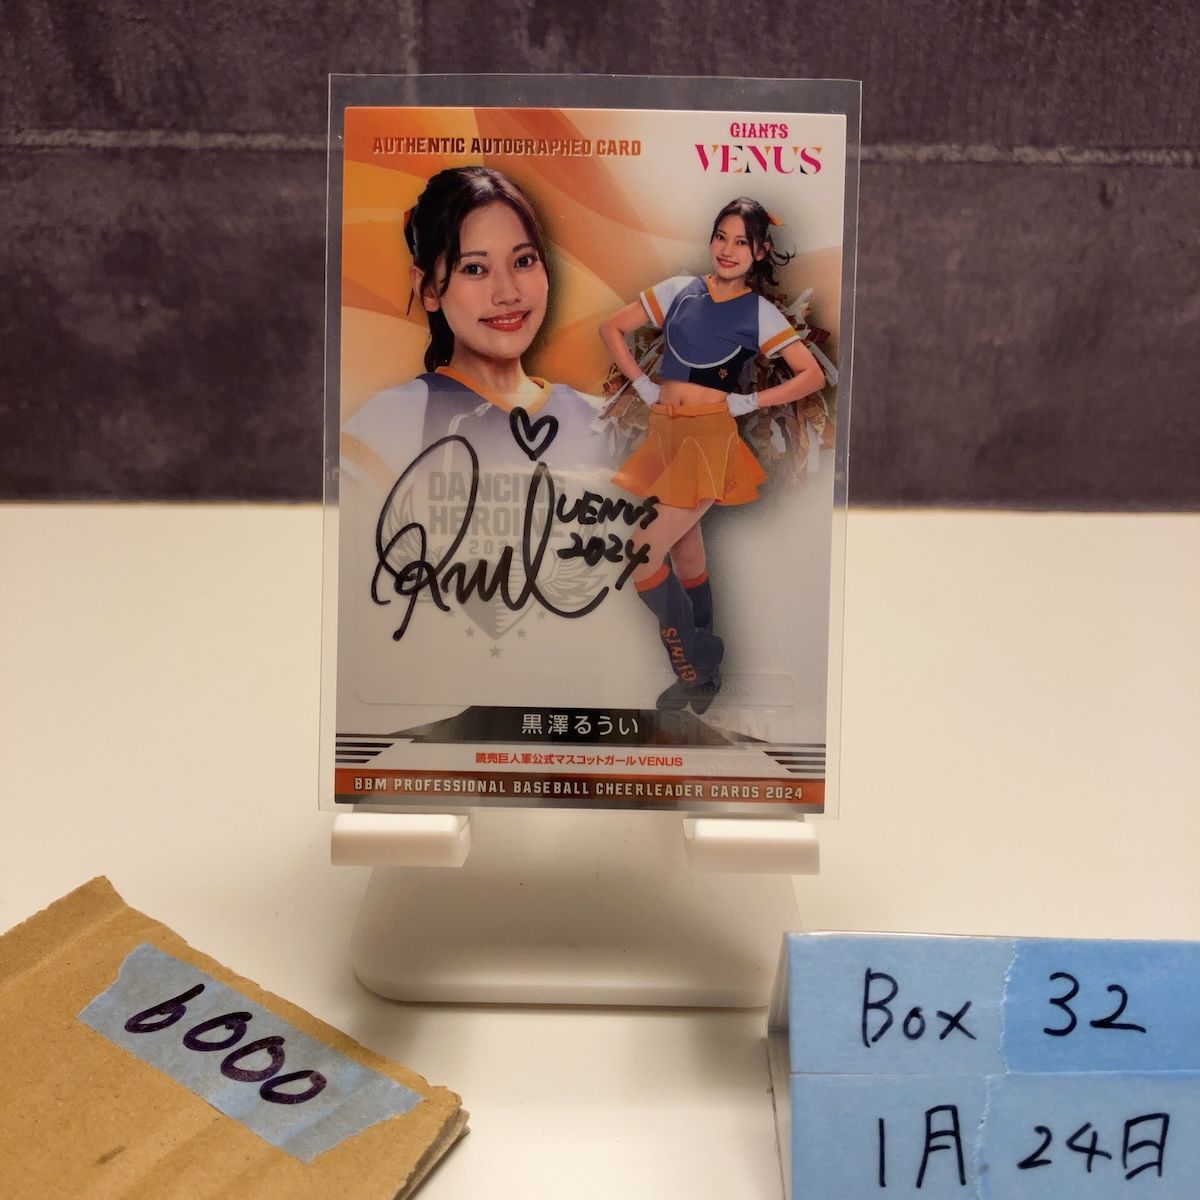 AUTHENTIC AUTOGRAPHED CARD
GIANTS
VENUS
DANCING
HEROINE
VENUS
2024
GIANTS
黒澤るうい
読売巨人軍公式マスコットガール VENUS
BBM PROFESSIONAL BASEBALL CHEERLEADER CARDS 2024
6000
Box 32
1月 24日